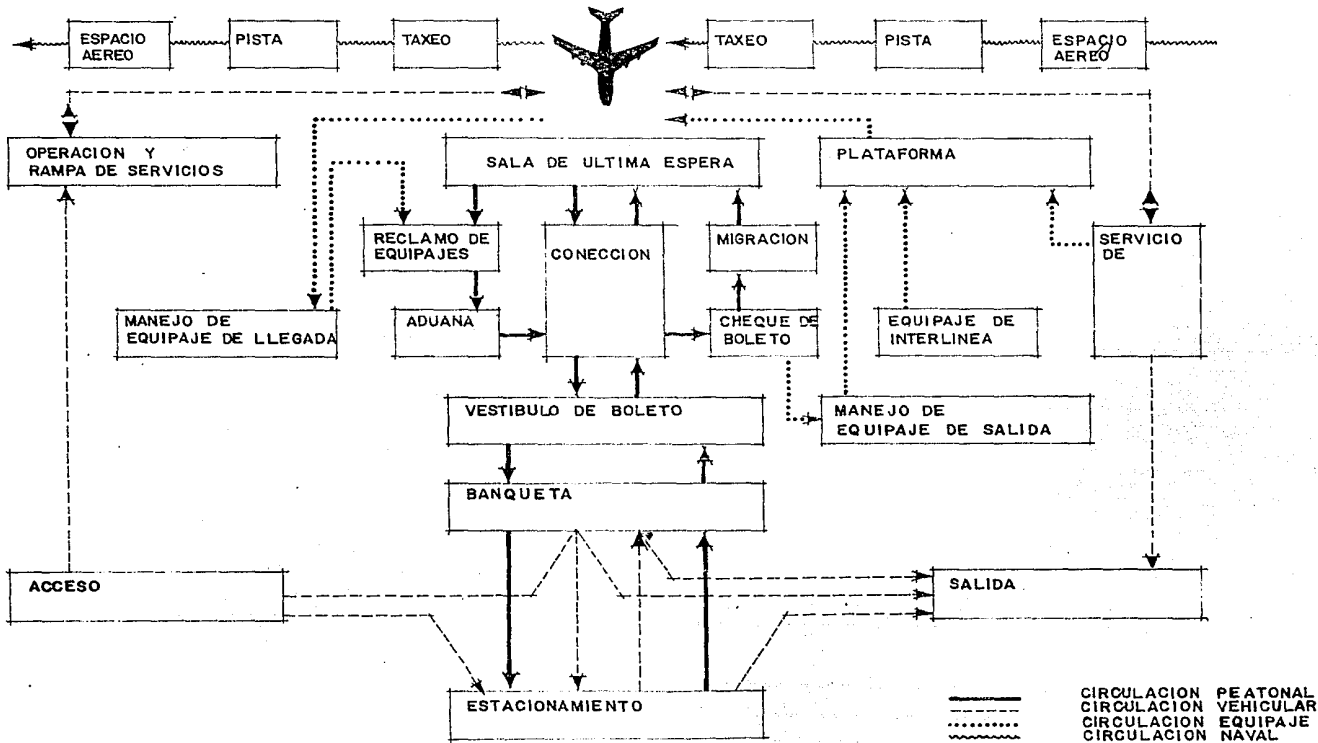 ESPACIO
AEREO
PISTA
TAXEO
TAXEO
PISTA
ESPACIO
AEREO
OPERACION Y
RAMPA DE SERVICIOS
SALA DE ULTIMA ESPERA
PLATAFORMA
RECLAMO DE
EQUIPAJES
CONECCION
MIGRACION
SERVICIO
DE
MANEJO DE
EQUIPAJE DE LLEGADA
ADUANA
CHEQUE DE
BOLETO
EQUIPAJE DE
INTERLINEA
VESTIBULO DE BOLETO
MANEJO DE
EQUIPAJE DE SALIDA
BANQUETA
ACCESO
SALIDA
ESTACIONAMIENTO
CIRCULACION PEATONAL
CIRCULACION VEHICULAR
CIRCULACION EQUIPAJE
CIRCULACION NAVAL